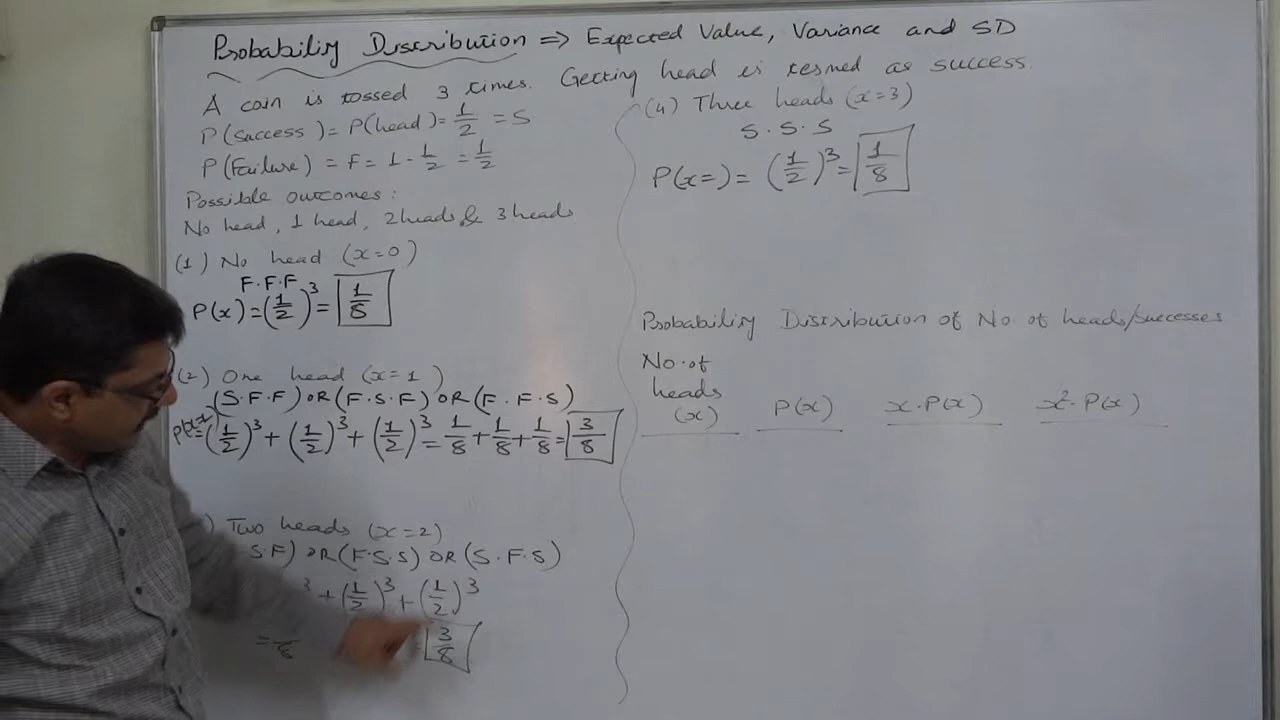 Probability Distribution ⇒ Expected Value, Variance and SD
A coin is tossed 3 times. Getting head is termed as success.
P(Success) = P(head) = 1/2 = S
P(Failure) = F = 1 - 1/2 = 1/2
Possible outcomes:
No head, 1 head, 2 heads & 3 heads
(1) No head (x=0)
F.F.F
P(x) = (1/2)^3 = 1/8
(2) One head (x=1)
(S.F.F) OR (F.S.F) OR (F.F.S)
= (1/2)^3 + (1/2)^3 + (1/2)^3 = 1/8 + 1/8 + 1/8 = 3/8
) Two heads (x=2)
S.F) OR (F.S.S) OR (S.F.S)
3 + (1/2)^3 + (1/2)^3
= 3/8
(4) Three heads (x=3)
S.S.S
P(x=) = (1/2)^3 = 1/8
Probability Distribution of No. of heads/successes
No. of
heads
(x) P(x) x.P(x) x².P(x)